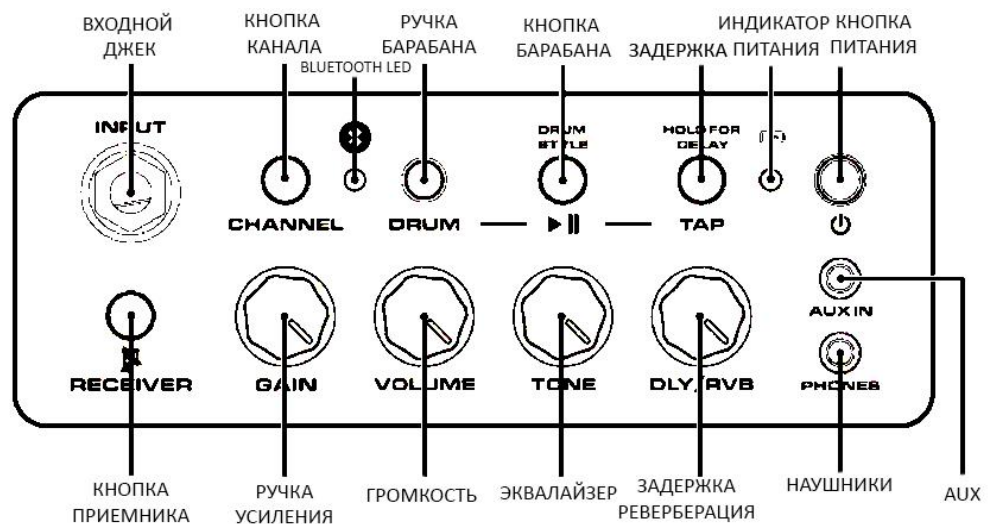 ВХОДНОЙ
ДЖЕК
КНОПКА
КАНАЛА
BLUETOOTH LED
РУЧКА
БАРАБАНА
КНОПКА
БАРАБАНА
ЗАДЕРЖКА
ИНДИКАТОР
ПИТАНИЯ
КНОПКА
ПИТАНИЯ
INPUT
DRUM
STYLE
HOLD FOR
DELAY
CHANNEL
DRUM
TAP
AUX IN
RECEIVER
GAIN
VOLUME
TONE
DLY/RVB
PHONES
КНОПКА
ПРИЕМНИКА
РУЧКА
УСИЛЕНИЯ
ГРОМКОСТЬ
ЭКВАЛАЙЗЕР
ЗАДЕРЖКА
РЕВЕРБЕРАЦИЯ
НАУШНИКИ
AUX